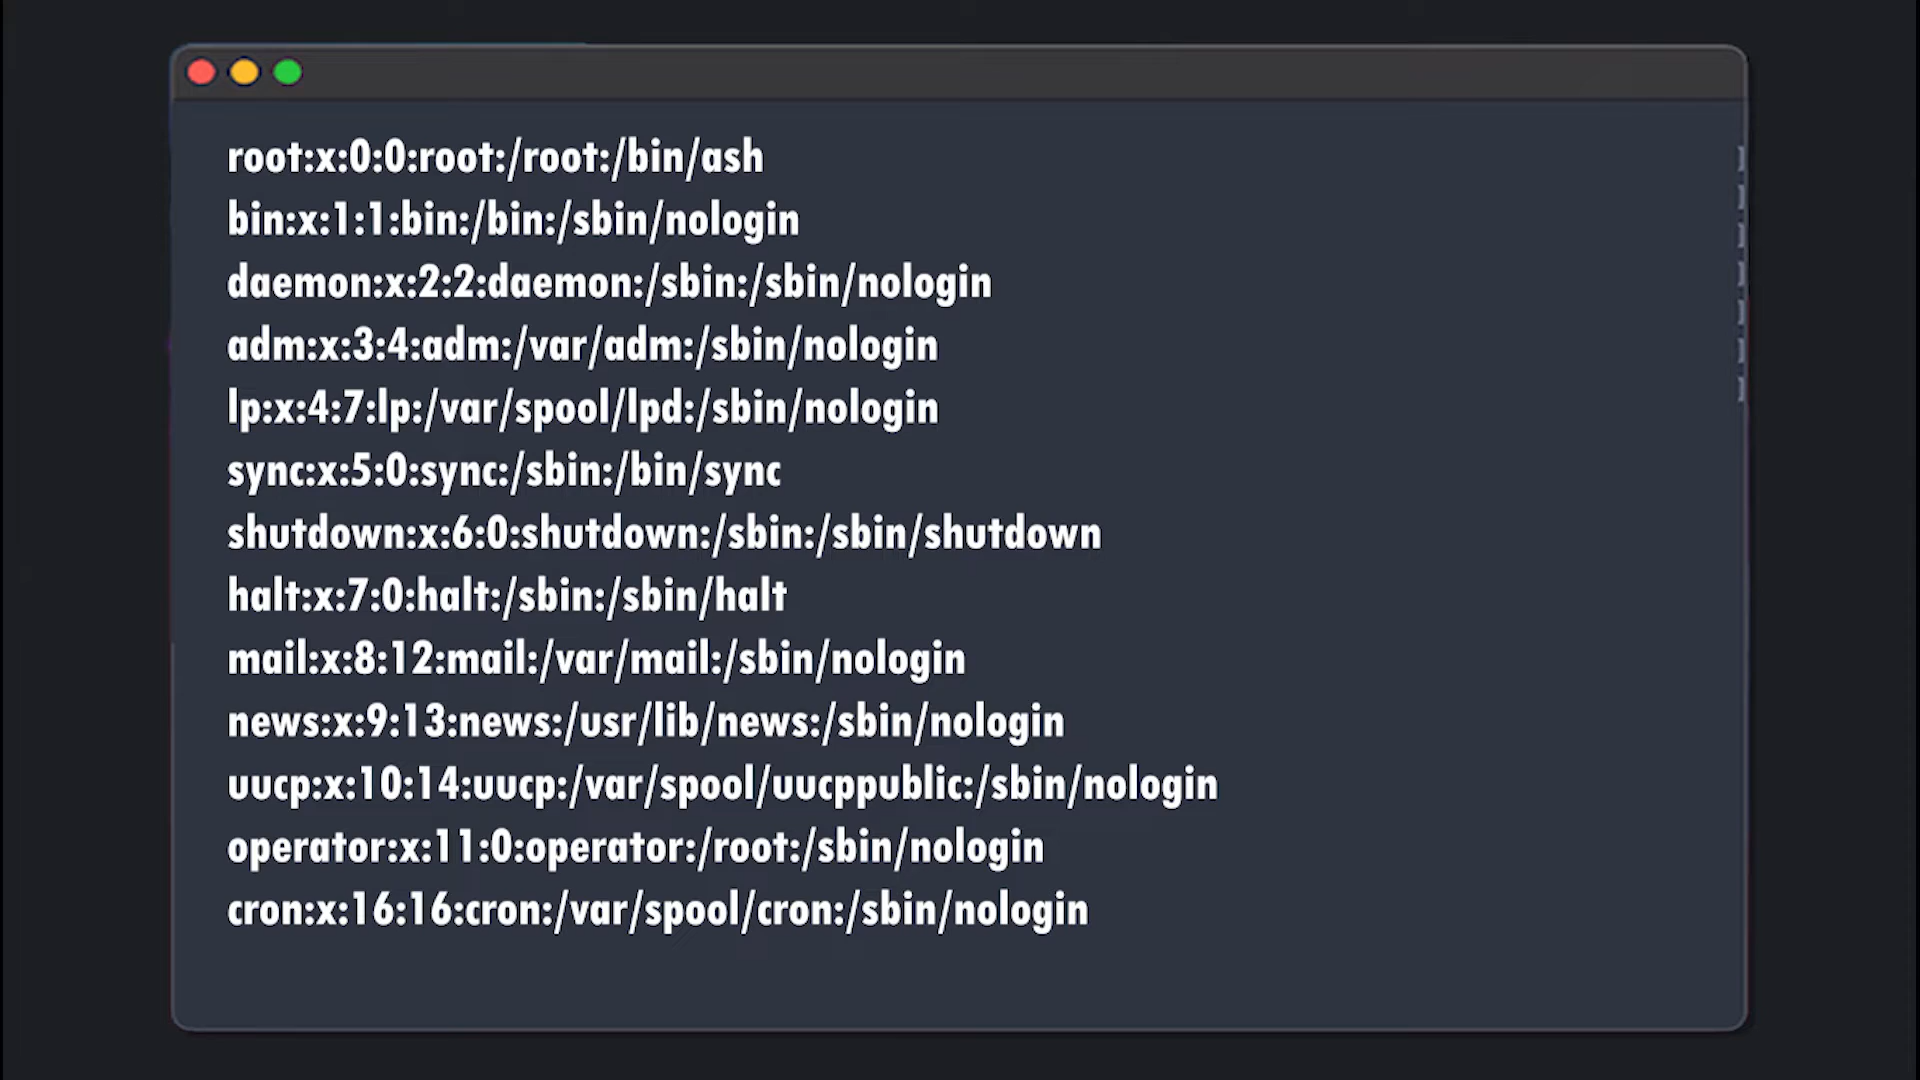 root:x:0:0:root:/root:/bin/ash
bin:x:1:1:bin:/bin:/sbin/nologin
daemon:x:2:2:daemon:/sbin:/sbin/nologin
adm:x:3:4:adm:/var/adm:/sbin/nologin
lp:x:4:7:lp:/var/spool/lpd:/sbin/nologin
sync:x:5:0:sync:/sbin:/bin/sync
shutdown:x:6:0:shutdown:/sbin:/sbin/shutdown
halt:x:7:0:halt:/sbin:/sbin/halt
mail:x:8:12:mail:/var/mail:/sbin/nologin
news:x:9:13:news:/usr/lib/news:/sbin/nologin
uucp:x:10:14:uucp:/var/spool/uucppublic:/sbin/nologin
operator:x:11:0:operator:/root:/sbin/nologin
cron:x:16:16:cron:/var/spool/cron:/sbin/nologin